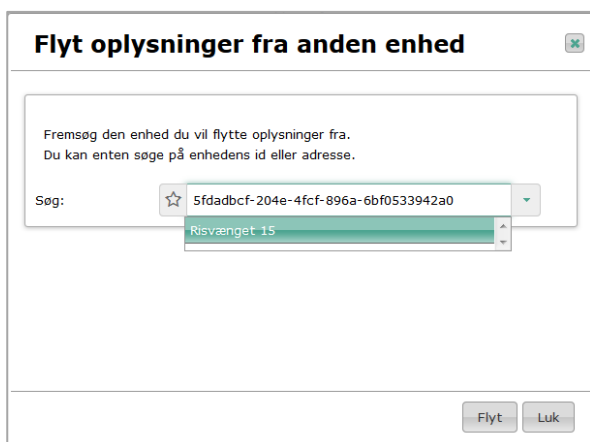 Flyt oplysninger fra anden enhed
Fremsøg den enhed du vil flytte oplysninger fra.
Du kan enten søge på enhedens id eller adresse.
Søg: 5fdadbcf-204e-4fcf-896a-6bf0533942a0
Risvænget 15
Flyt Luk